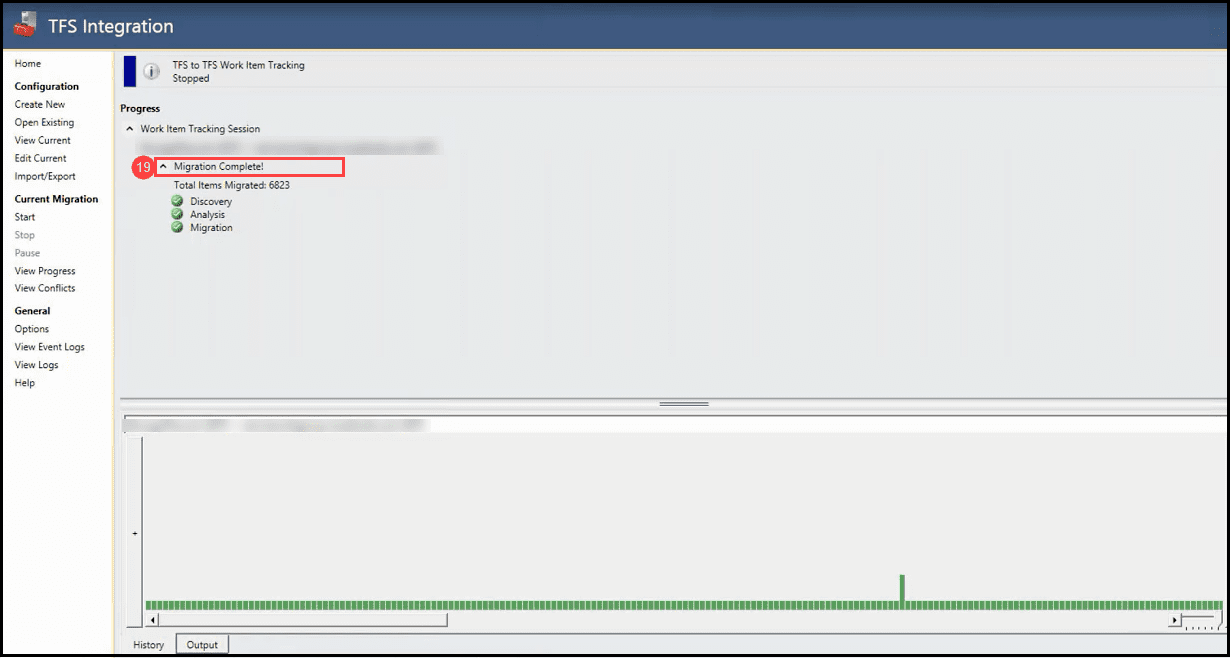 TFS Integration
Home
Configuration
Create New
Open Existing
View Current
Edit Current
Import/Export
Current Migration
Start
Stop
Pause
View Progress
View Conflicts
General
Options
View Event Logs
View Logs
Help
TFS to TFS Work Item Tracking
Stopped
Progress
Work Item Tracking Session
19 Migration Complete!
Total Items Migrated: 6823
Discovery
Analysis
Migration
+
History Output